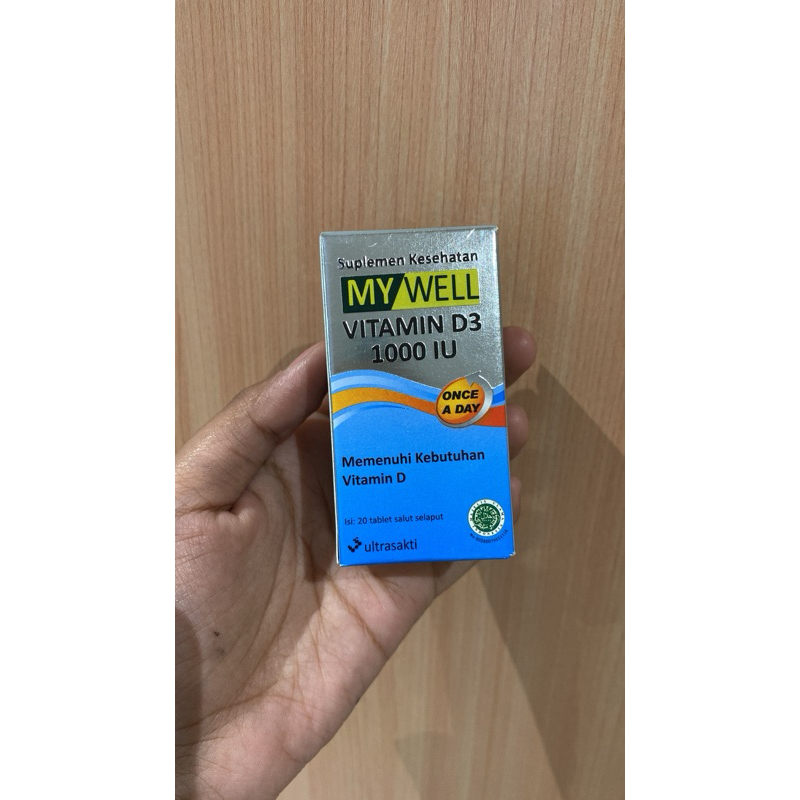 Suplemen Kesehatan
MY WELL
VITAMIN D3
1000 IU
ONCE
A DAY
Memenuhi Kebutuhan
Vitamin D
Isi: 20 tablet salut selaput
ultrasakti